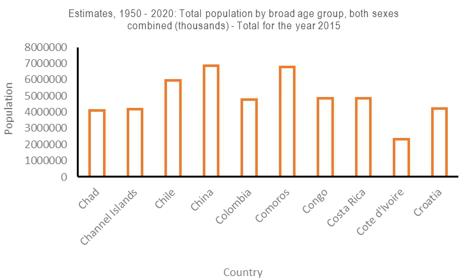 Estimates, 1950 - 2020: Total population by broad age group, both sexes
combined (thousands) - Total for the year 2015
Population
8000000
7000000
6000000
5000000
4000000
3000000
2000000
1000000
0
Chad
Channel Islands
Chile
China
Colombia
Comoros
Congo
Costa Rica
Cote d'Ivoire
Croatia
Country